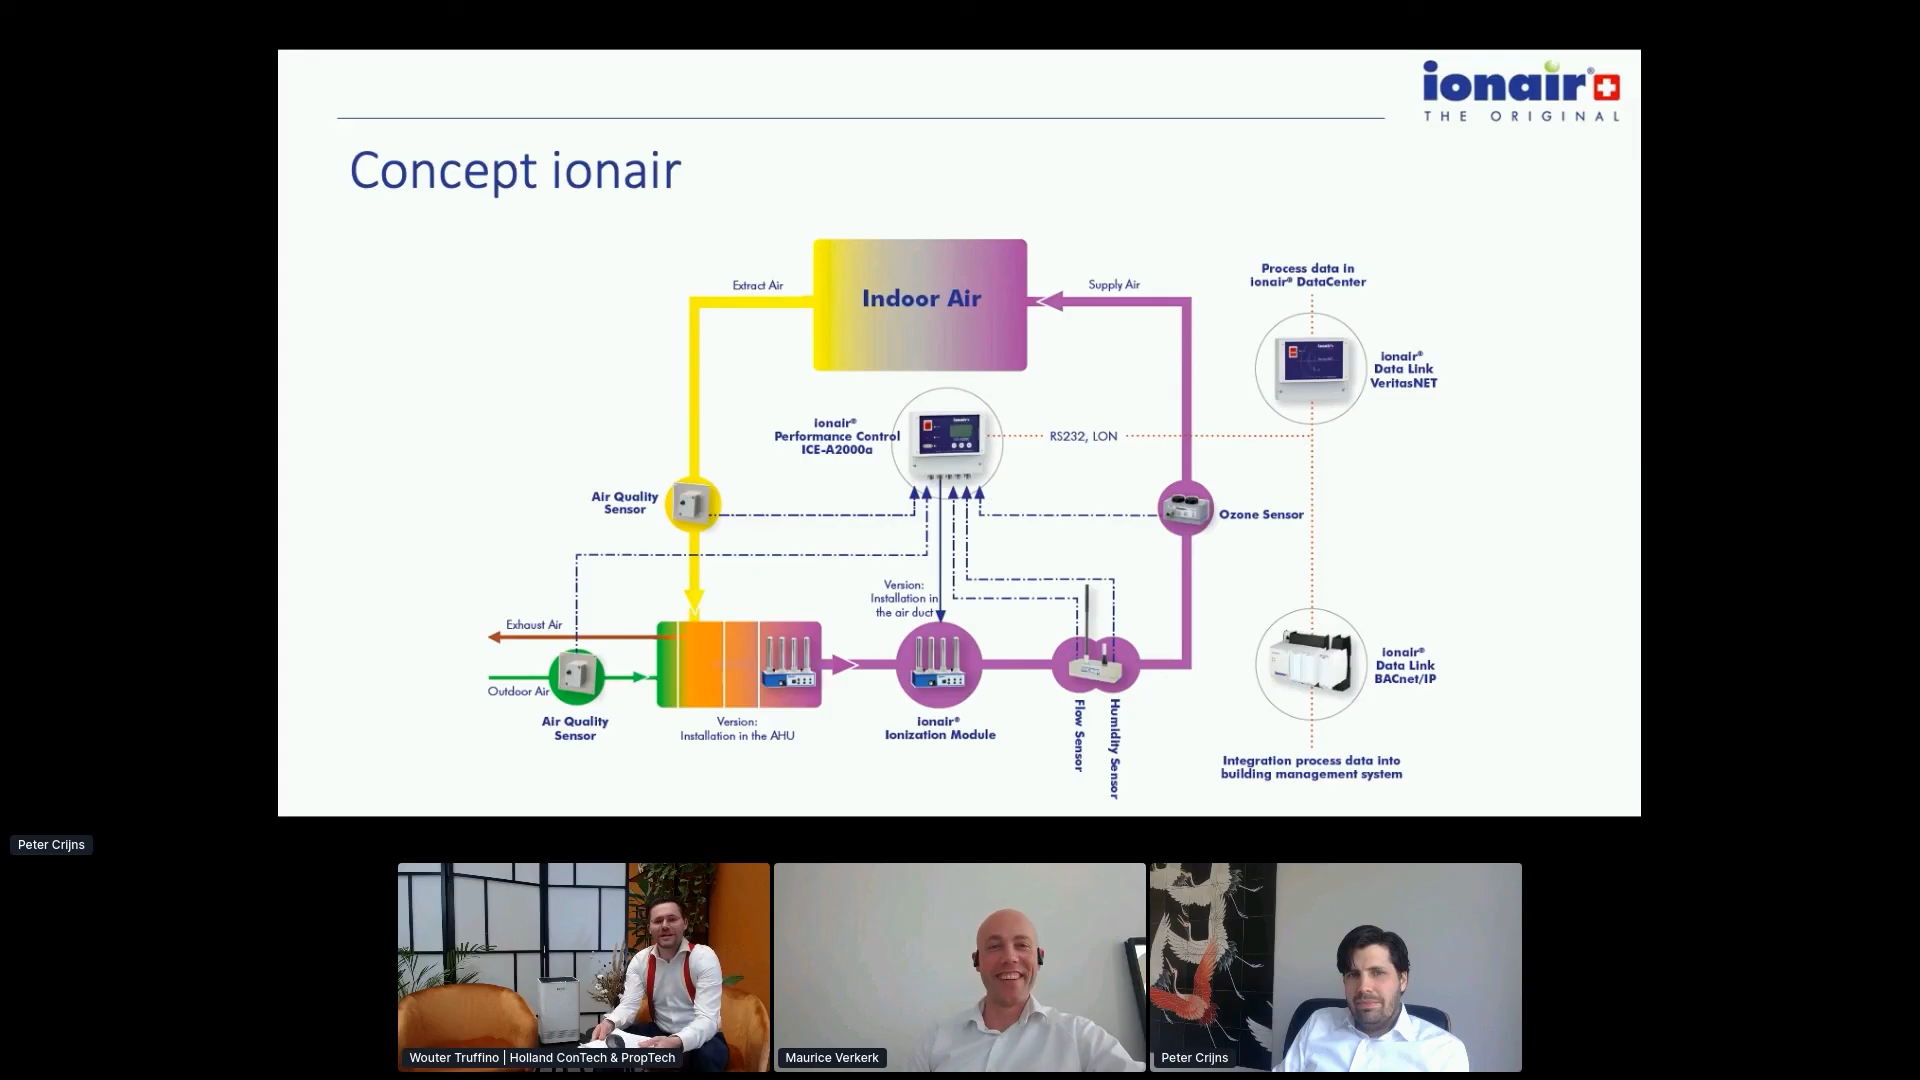 ionair®
THE ORIGINAL
Concept ionair
Extract Air
Indoor Air
Supply Air
Process data in
ionair® DataCenter
ionair®
Data Link
VeritasNET
ionair®
Performance Control
ICE-A2000a
RS232, LON
Air Quality
Sensor
Ozone Sensor
Version:
Installation in
the air duct
Exhaust Air
Outdoor Air
Air Quality
Sensor
Version:
Installation in the AHU
ionair®
Ionization Module
Flow Sensor
Humidity Sensor
ionair®
Data Link
BACnet/IP
Integration process data into
building management system
Peter Crijns
Wouter Truffino | Holland ConTech & PropTech
Maurice Verkerk
Peter Crijns